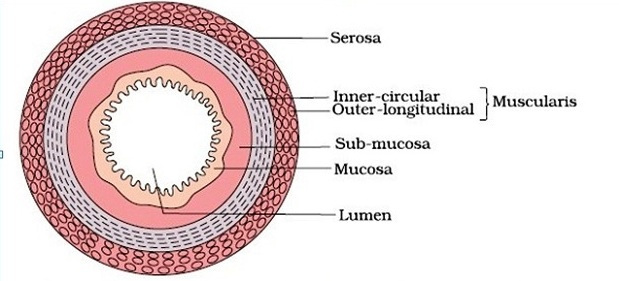 Serosa
Inner-circular
Outer-longitudinal
Muscularis
Sub-mucosa
Mucosa
Lumen